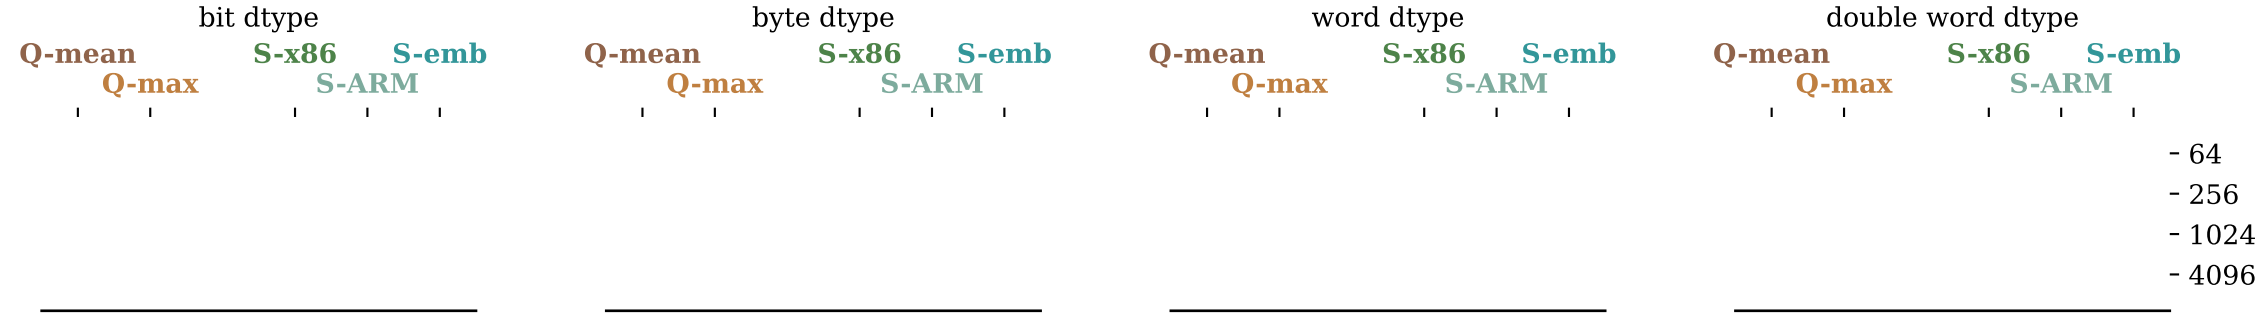 bit dtype byte dtype word dtype double word dtype
Q-mean S-x86 S-emb Q-mean S-x86 S-emb Q-mean S-x86 S-emb Q-mean S-x86 S-emb
Q-max S-ARM Q-max S-ARM Q-max S-ARM Q-max S-ARM
64
256
1024
4096